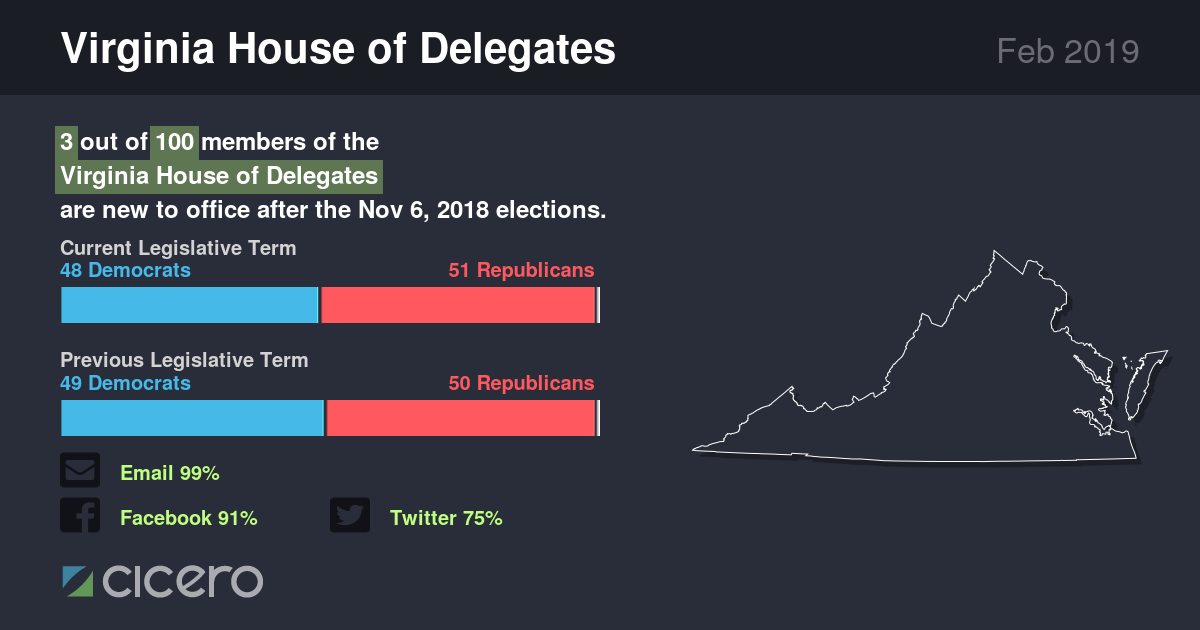 Virginia House of Delegates
Feb 2019
3 out of 100 members of the
Virginia House of Delegates
are new to office after the Nov 6, 2018 elections.
Current Legislative Term
48 Democrats 51 Republicans
Previous Legislative Term
49 Democrats 50 Republicans
Email 99%
Facebook 91% Twitter 75%
cicero